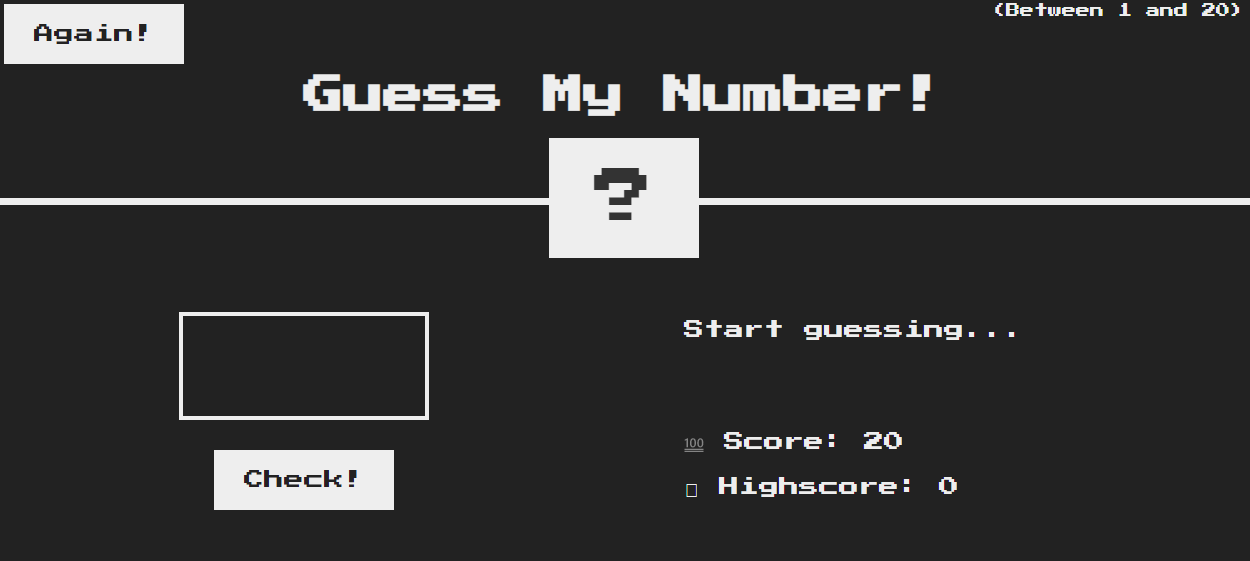 Again!
(Between 1 and 20)
Guess My Number!
?
Start guessing...
💯 Score: 20
Highscore: 0
Check!